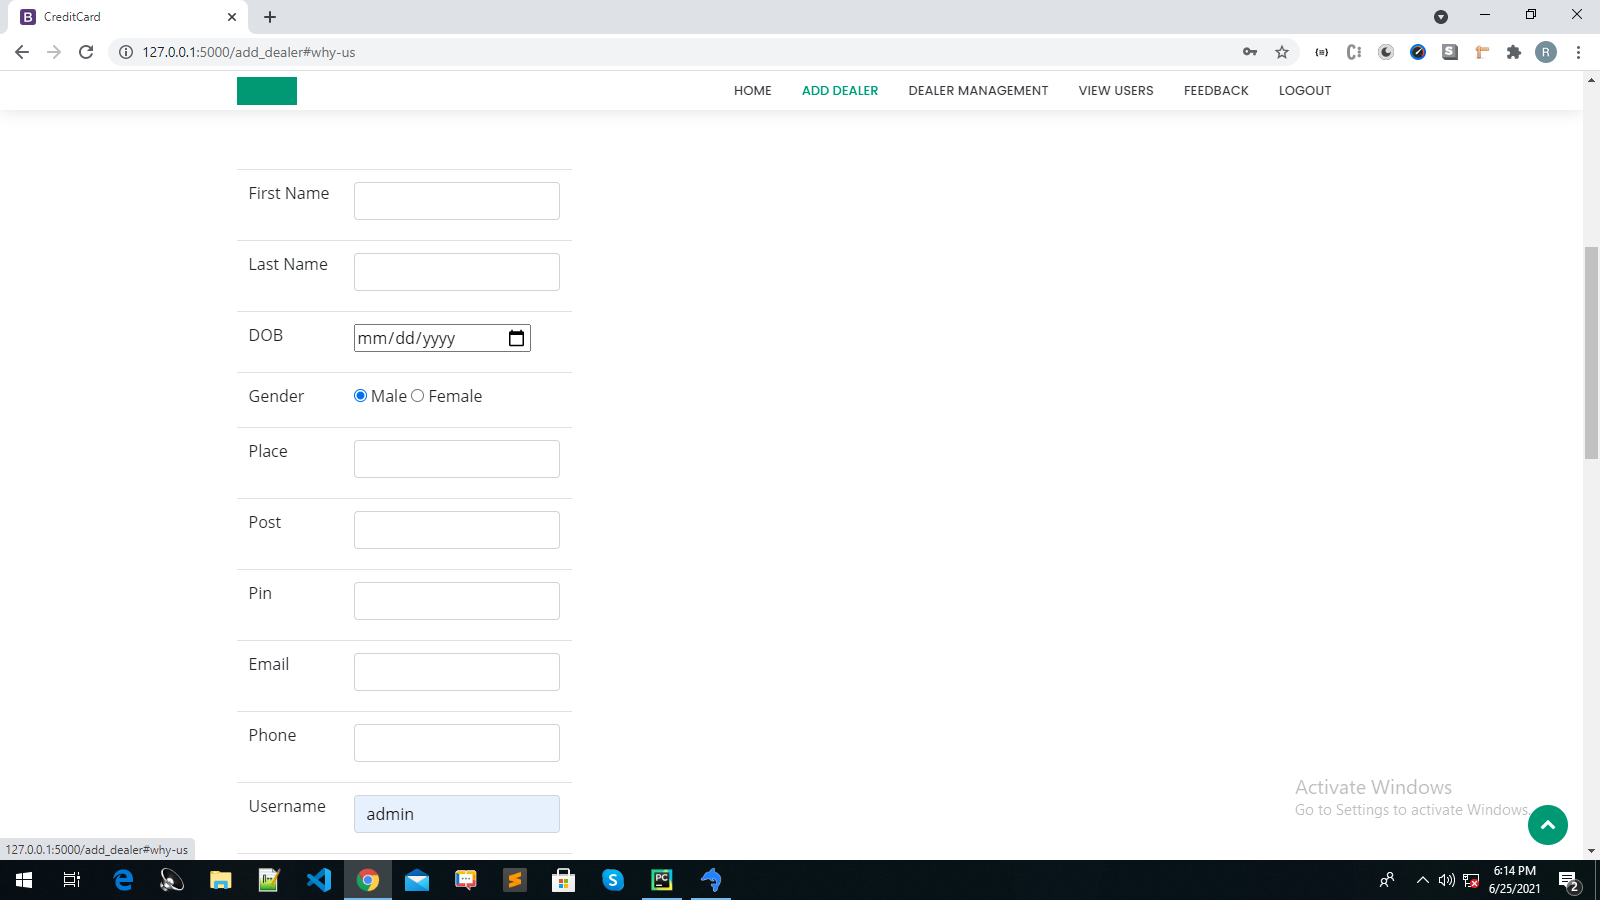 CreditCard
127.0.0.1:5000/add_dealer#why-us
R
HOME ADD DEALER DEALER MANAGEMENT VIEW USERS FEEDBACK LOGOUT
First Name
Last Name
DOB mm/dd/yyyy
Gender Male Female
Place
Post
Pin
Email
Phone
Username admin
Activate Windows
Go to Settings to activate Windows.
127.0.0.1:5000/add_dealer#why-us
6:14 PM
6/25/2021
2